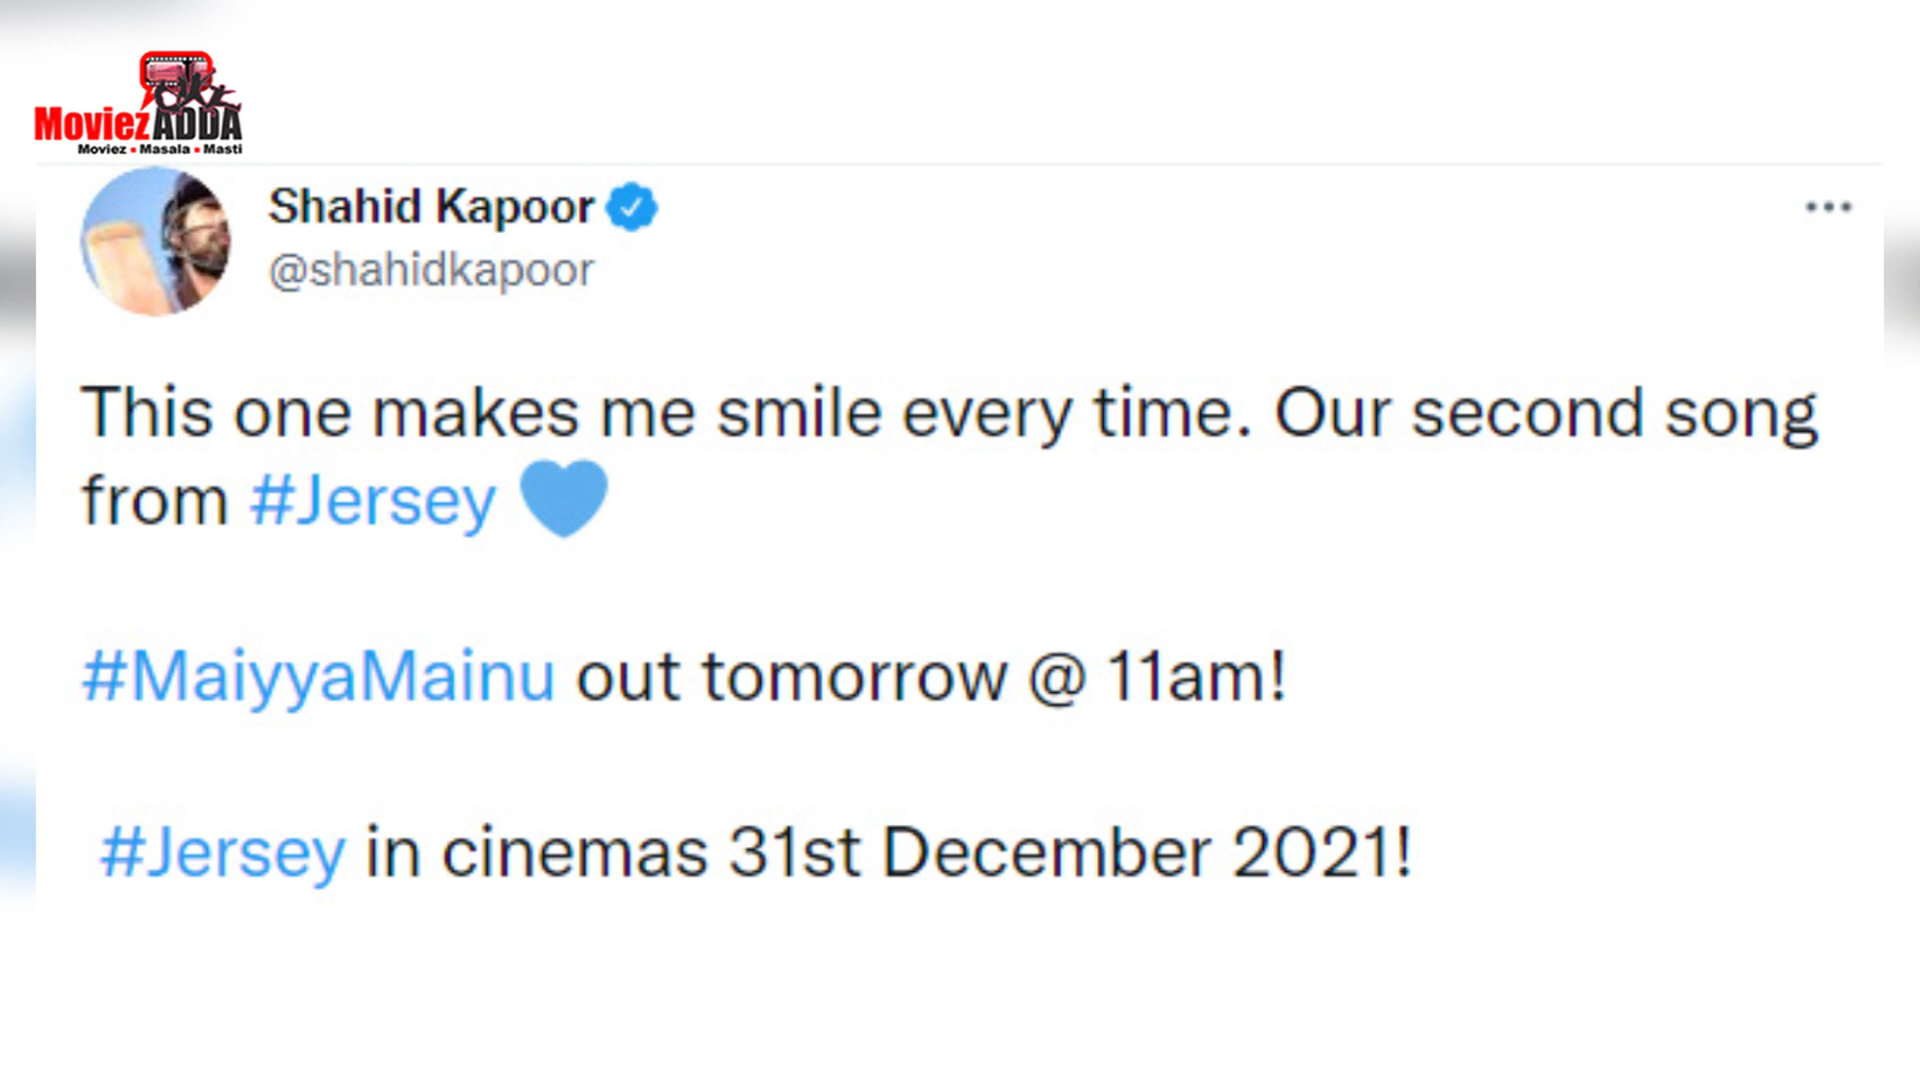 MoviezADDA
Moviez • Masala • Masti
Shahid Kapoor
@shahidkapoor
This one makes me smile every time. Our second song
from #Jersey 💙
#MaiyyaMainu out tomorrow @ 11am!
#Jersey in cinemas 31st December 2021!